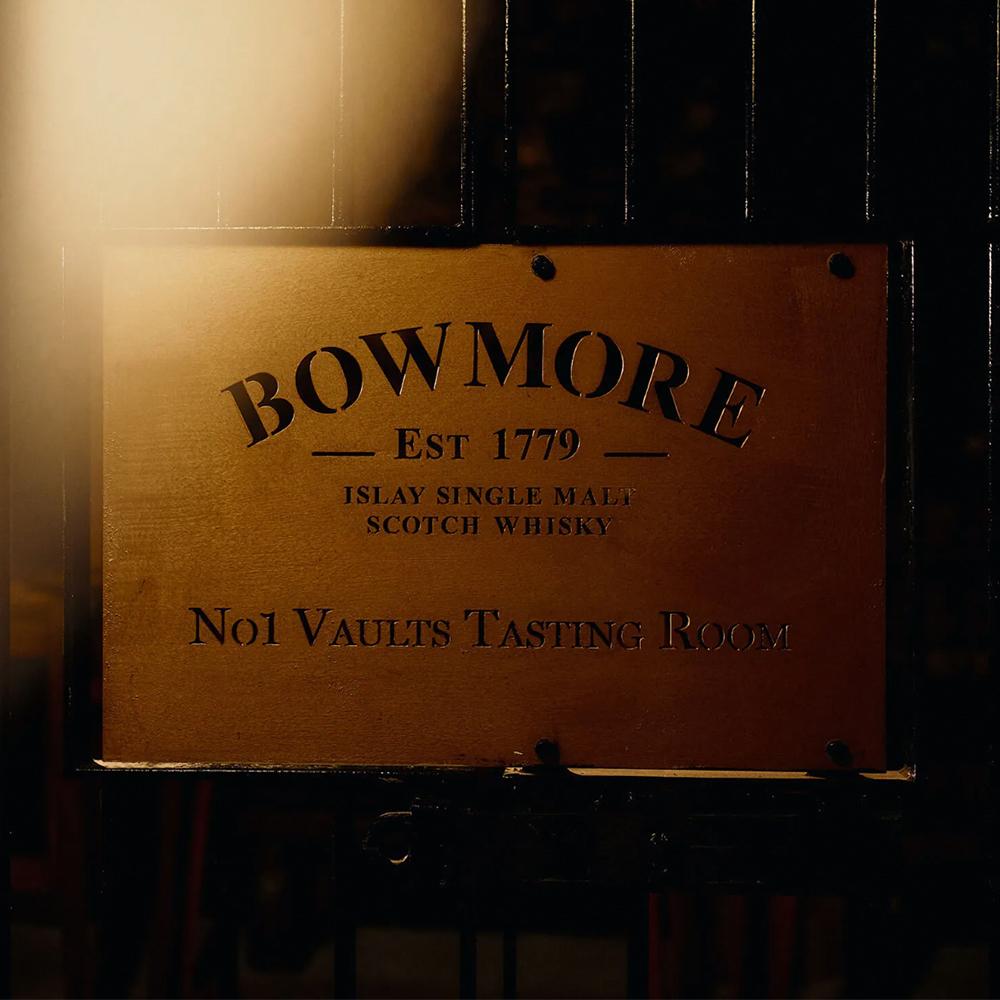 BOWMORE
EST 1779
ISLAY SINGLE MALT
SCOTCH WHISKY
No1 VAULTS TASTING ROOM